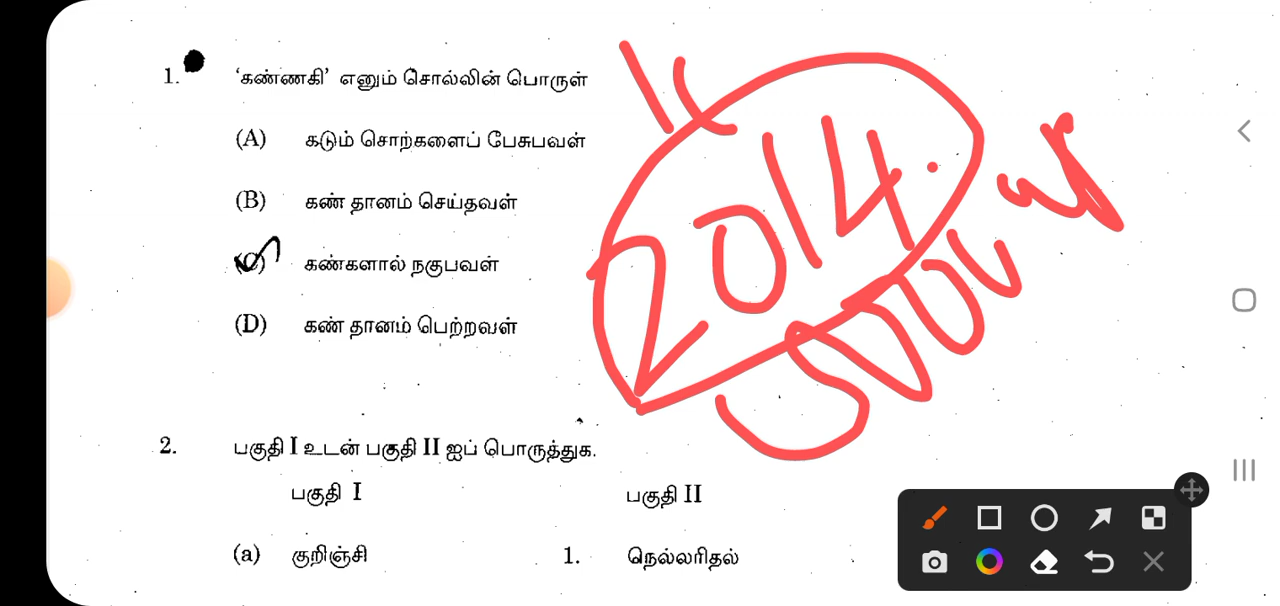 1. 'கண்ணகி' எனும் சொல்லின் பொருள்
(A) கடும் சொற்களைப் பேசுபவள்
(B) கண் தானம் செய்தவள்
(C) கண்களால் நகுபவள்
(D) கண் தானம் பெற்றவள்
2014.
2. பகுதி I உடன் பகுதி II ஐப் பொருத்துக.
பகுதி I பகுதி II
(a) குறிஞ்சி 1. நெல்லரிதல்